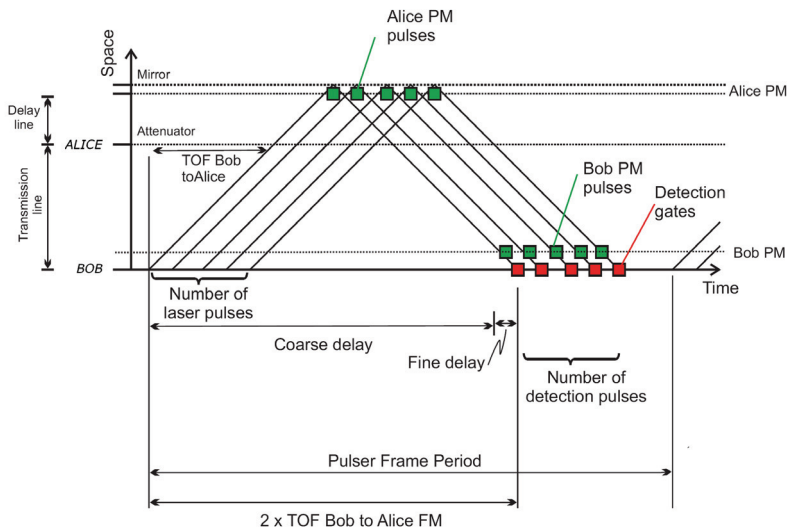 Alice PM
pulses
Space
Mirror
Alice PM
Delay
line
Attenuator
ALICE
TOF Bob
toAlice
Transmission
line
Bob PM
pulses
Detection
gates
Bob PM
BOB
Time
Number of
laser pulses
Coarse delay
Fine delay
Number of
detection pulses
Pulser Frame Period
2 x TOF Bob to Alice FM